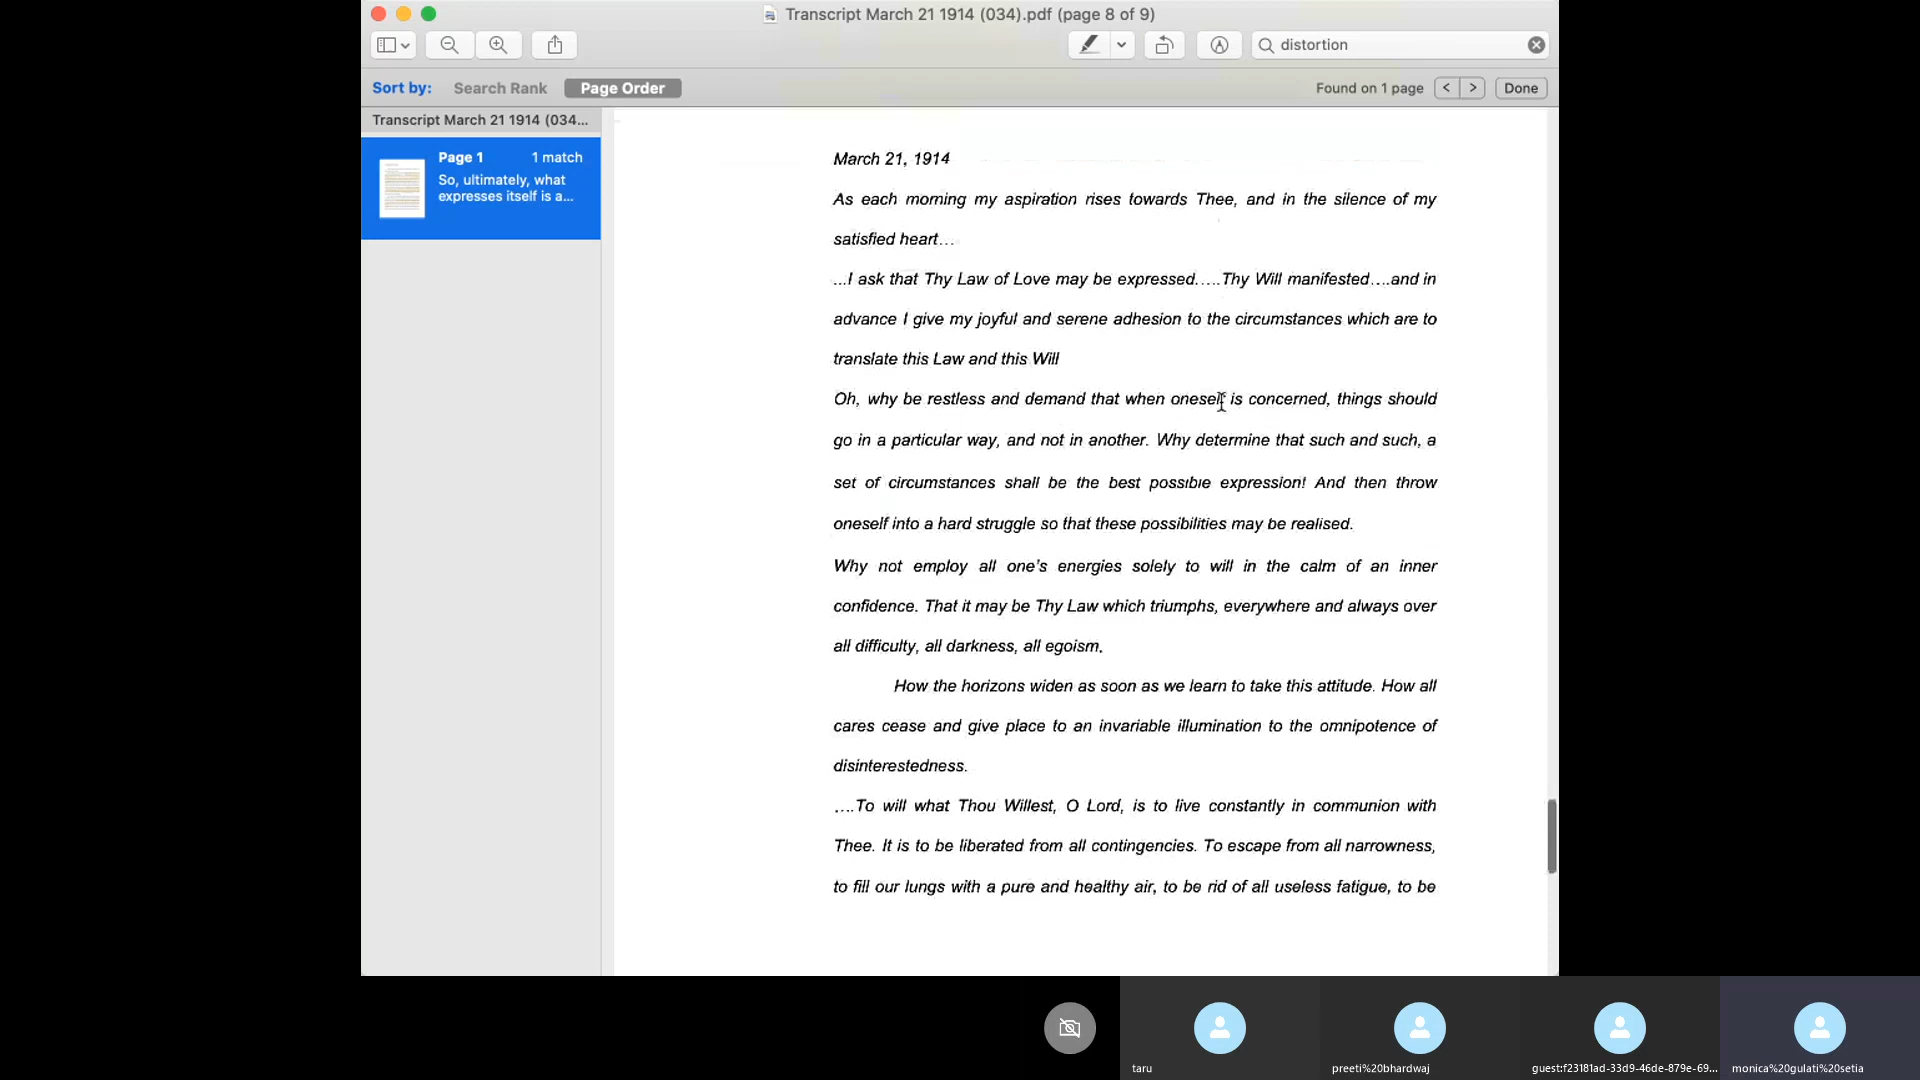 Transcript March 21 1914 (034).pdf (page 8 of 9)
distortion
Sort by: Search Rank Page Order
Found on 1 page < > Done
Transcript March 21 1914 (034...
Page 1 1 match
So, ultimately, what
expresses itself is a...
March 21, 1914
As each morning my aspiration rises towards Thee, and in the silence of my
satisfied heart…
...I ask that Thy Law of Love may be expressed…..Thy Will manifested….and in
advance I give my joyful and serene adhesion to the circumstances which are to
translate this Law and this Will
Oh, why be restless and demand that when oneself is concerned, things should
go in a particular way, and not in another. Why determine that such and such, a
set of circumstances shall be the best possible expression! And then throw
oneself into a hard struggle so that these possibilities may be realised.
Why not employ all one's energies solely to will in the calm of an inner
confidence. That it may be Thy Law which triumphs, everywhere and always over
all difficulty, all darkness, all egoism.
How the horizons widen as soon as we learn to take this attitude. How all
cares cease and give place to an invariable illumination to the omnipotence of
disinterestedness.
….To will what Thou Willest, O Lord, is to live constantly in communion with
Thee. It is to be liberated from all contingencies. To escape from all narrowness,
to fill our lungs with a pure and healthy air, to be rid of all useless fatigue, to be
taru
preeti%20bhardwaj
guest:f23181ad-33d9-46de-879e-69...
monica%20gulati%20setia